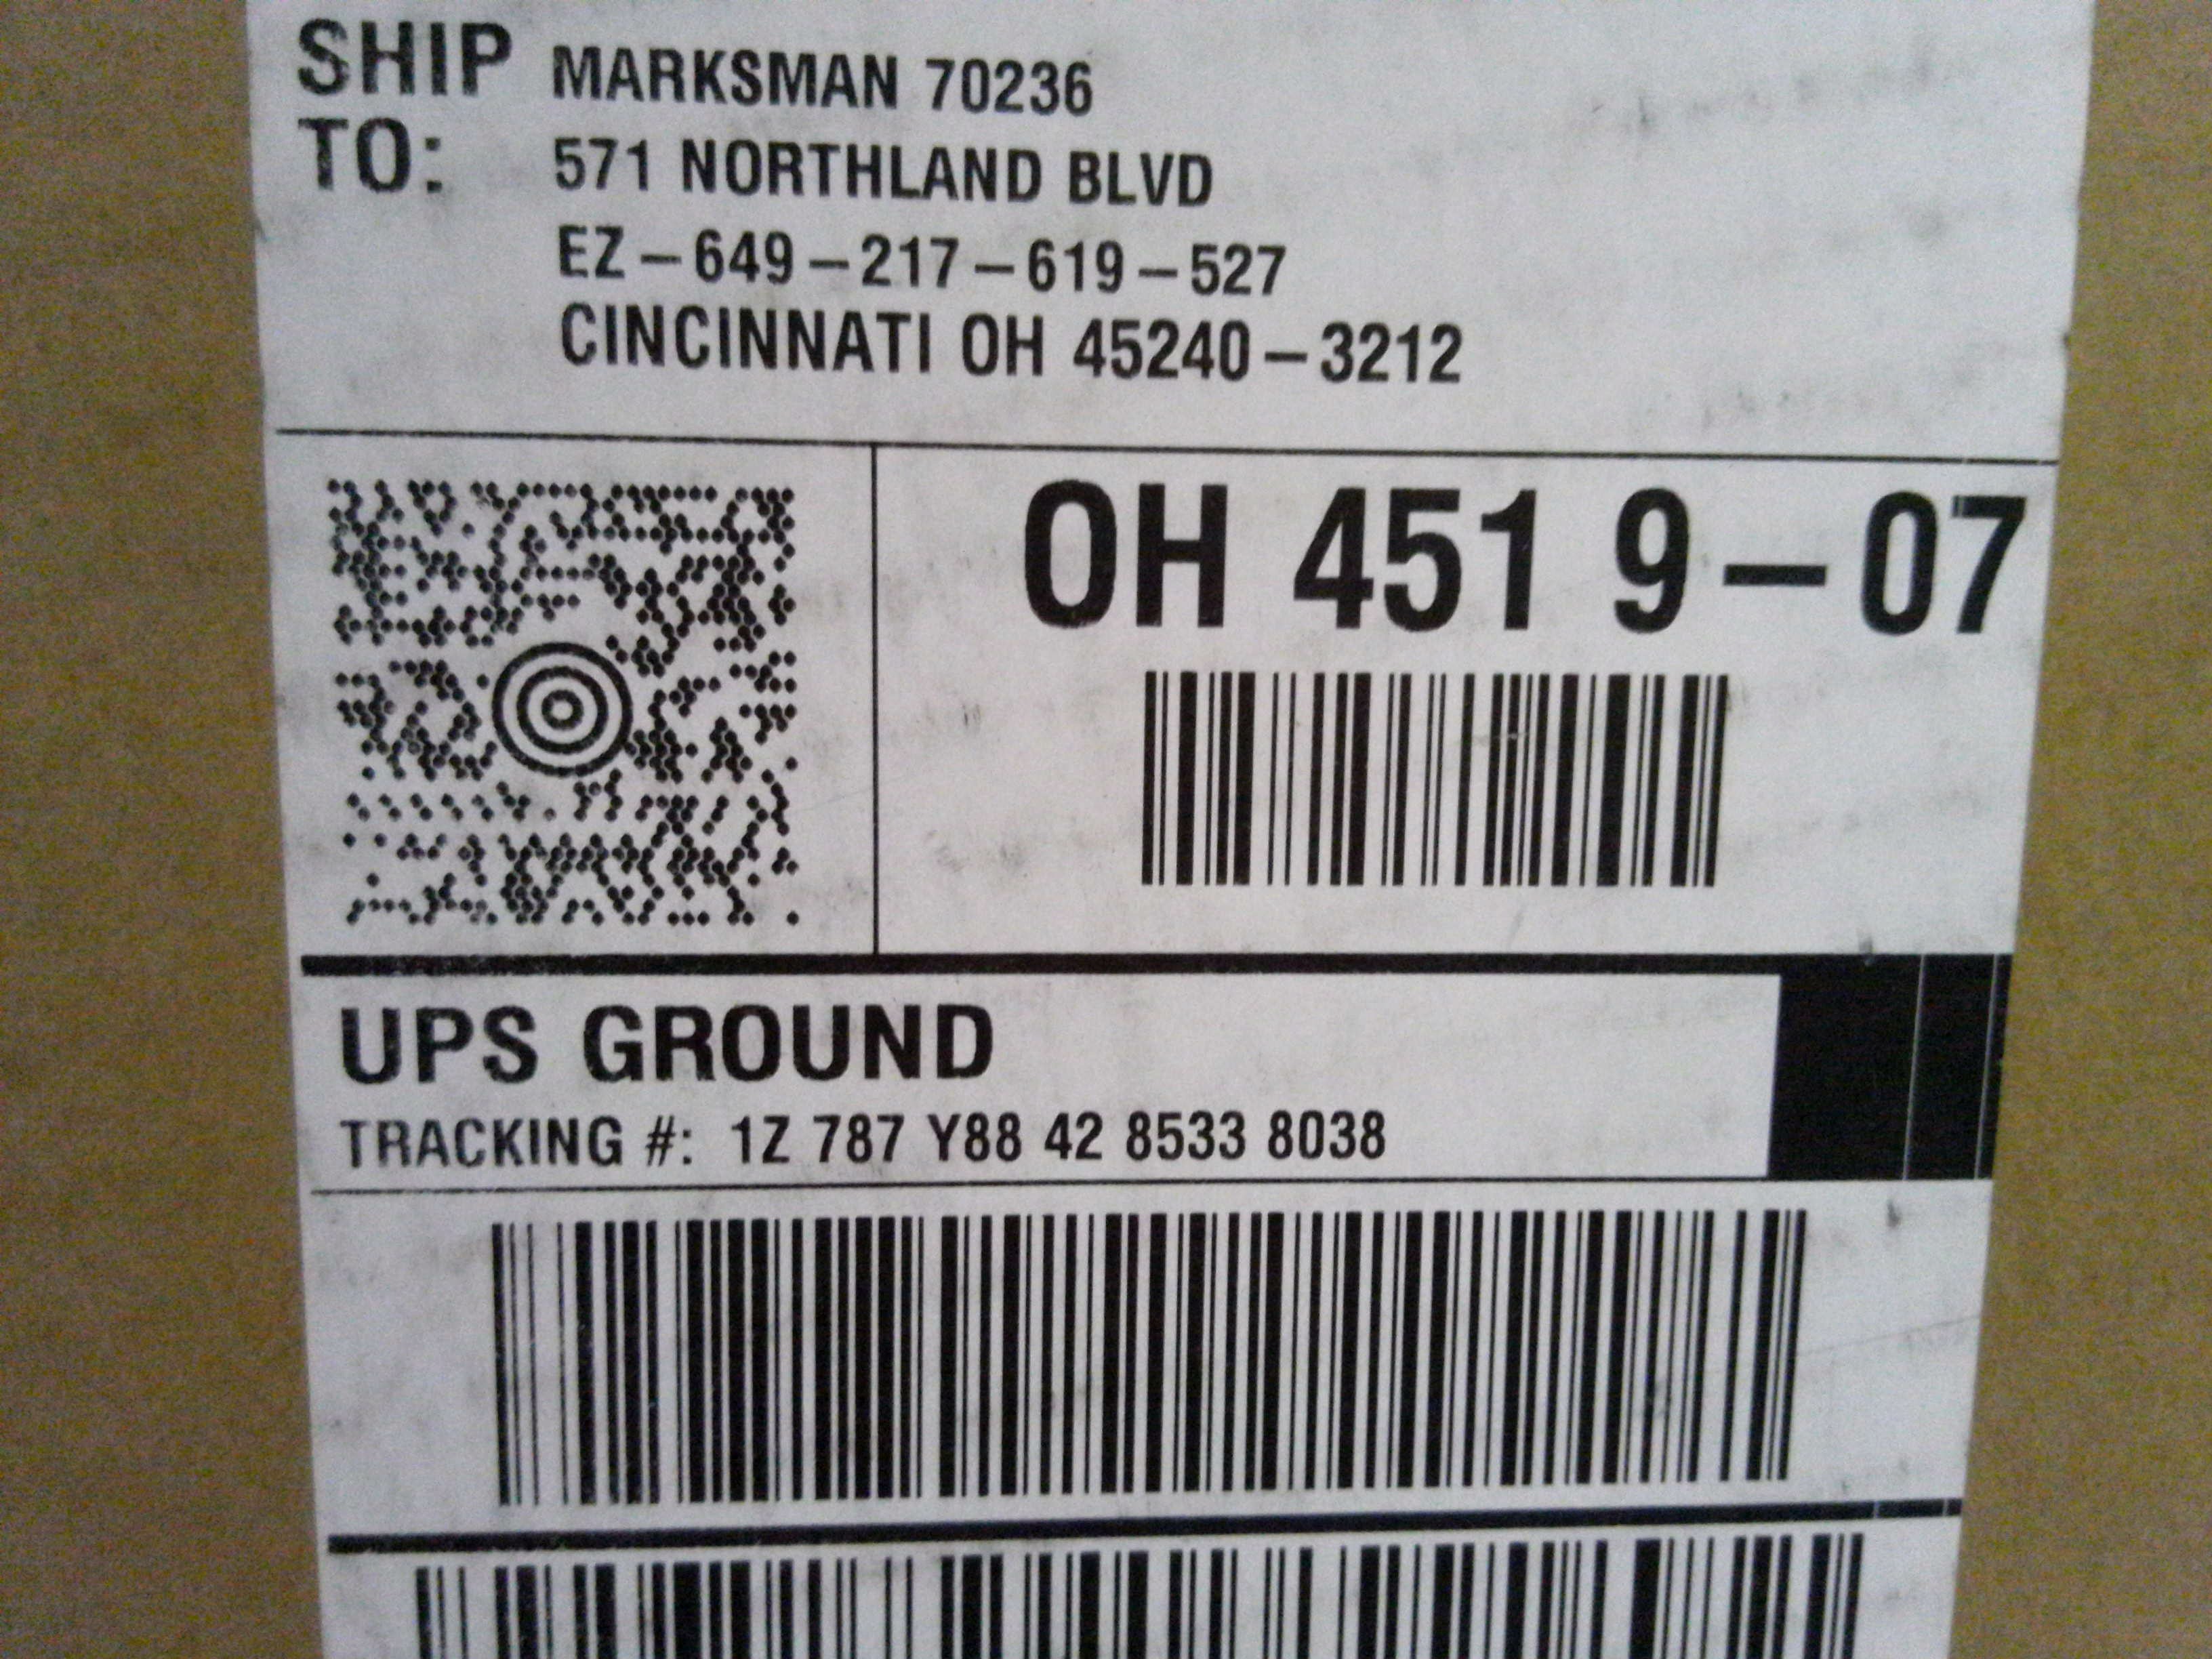 SHIP TO: MARKSMAN 70236
571 NORTHLAND BLVD
EZ-649-217-619-527
CINCINNATI OH 45240-3212
OH 451 9-07
UPS GROUND
TRACKING #: 1Z 787 Y88 42 8533 8038